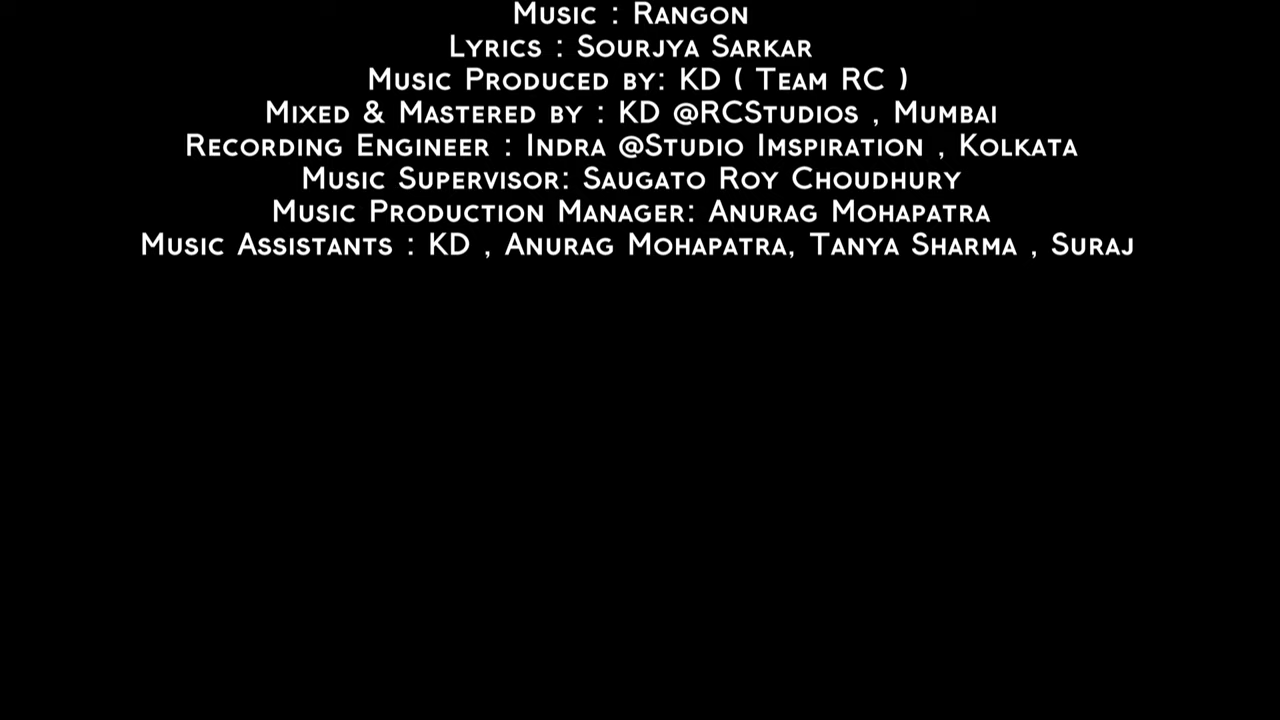 Music : Rangon
Lyrics : Sourjya Sarkar
Music Produced by: KD ( Team RC )
Mixed & Mastered by : KD @RCStudios , Mumbai
Recording Engineer : Indra @Studio Imspiration , Kolkata
Music Supervisor: Saugato Roy Choudhury
Music Production Manager: Anurag Mohapatra
Music Assistants : KD , Anurag Mohapatra, Tanya Sharma , Suraj